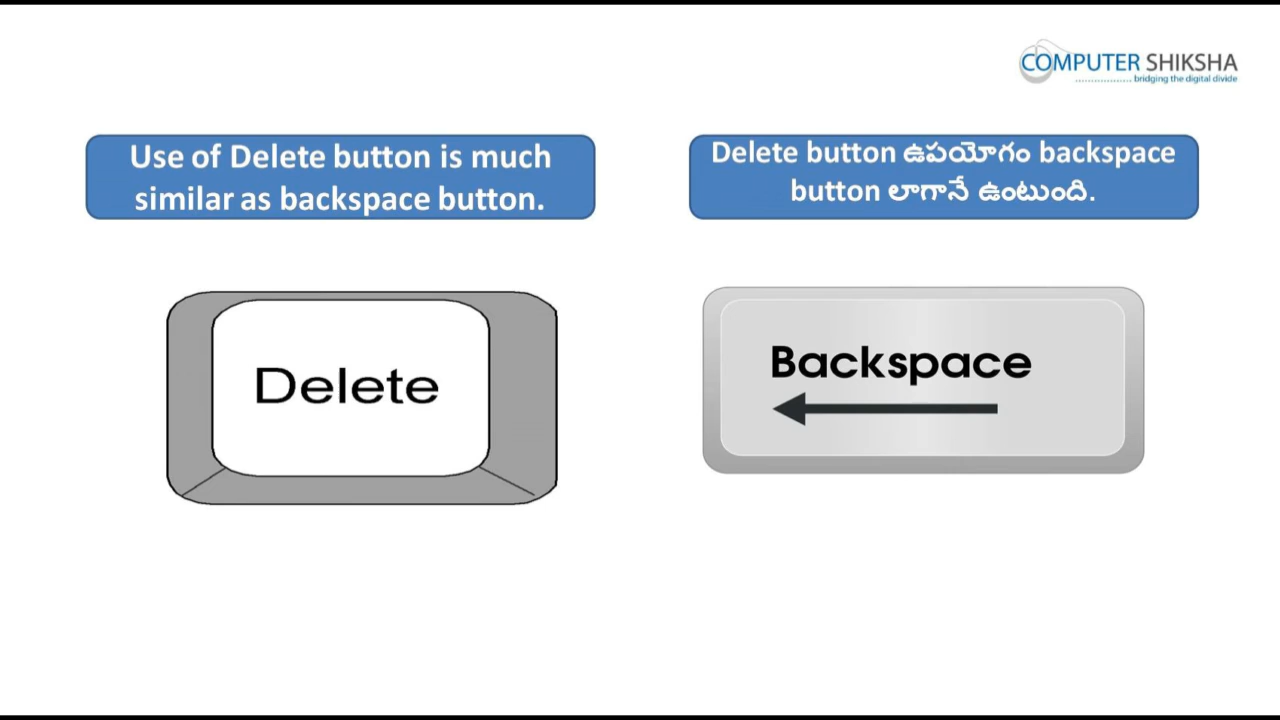 COMPUTER SHIKSHA
bridging the digital divide
Use of Delete button is much
similar as backspace button.
Delete button ఉపయోగం backspace
button లాగానే ఉంటుంది.
Delete
Backspace